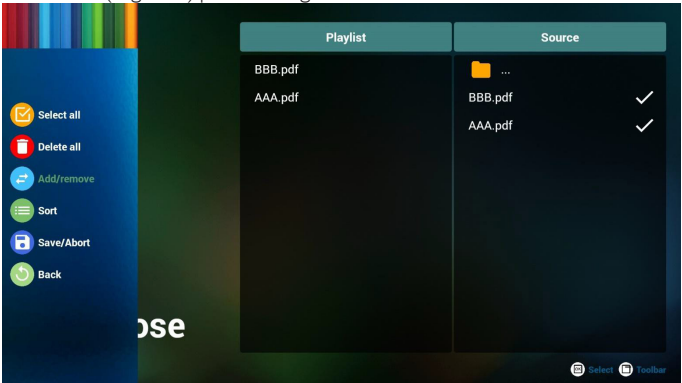 Playlist
Source
BBB.pdf
AAA.pdf
...
BBB.pdf
AAA.pdf
Select all
Delete all
Add/remove
Sort
Save/Abort
Back
ose
Select
Toolbar